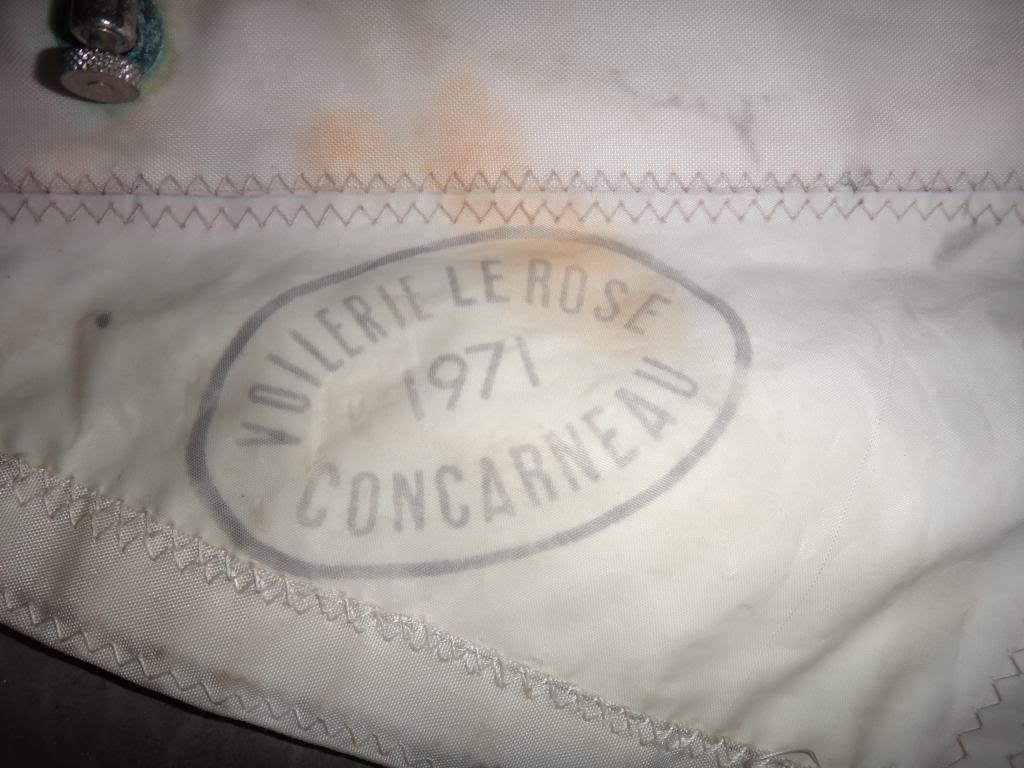 VOILERIE LE ROSE
1971
CONCARNEAU